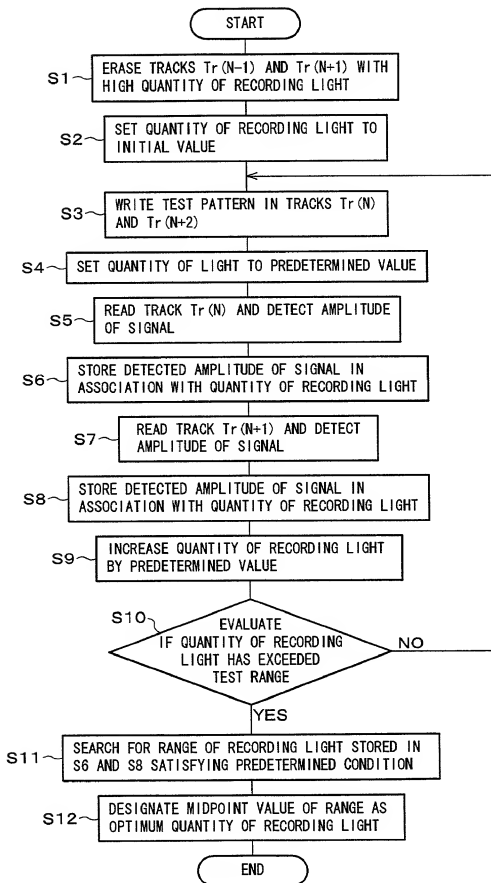 START
S1
ERASE TRACKS Tr(N-1) AND Tr(N+1) WITH
HIGH QUANTITY OF RECORDING LIGHT
S2
SET QUANTITY OF RECORDING LIGHT TO
INITIAL VALUE
S3
WRITE TEST PATTERN IN TRACKS Tr(N)
AND Tr(N+2)
S4
SET QUANTITY OF LIGHT TO PREDETERMINED VALUE
S5
READ TRACK Tr(N) AND DETECT AMPLITUDE
OF SIGNAL
S6
STORE DETECTED AMPLITUDE OF SIGNAL IN
ASSOCIATION WITH QUANTITY OF RECORDING LIGHT
S7
READ TRACK Tr(N+1) AND DETECT
AMPLITUDE OF SIGNAL
S8
STORE DETECTED AMPLITUDE OF SIGNAL IN
ASSOCIATION WITH QUANTITY OF RECORDING LIGHT
S9
INCREASE QUANTITY OF RECORDING LIGHT
BY PREDETERMINED VALUE
S10
EVALUATE
IF QUANTITY OF RECORDING
LIGHT HAS EXCEEDED
TEST RANGE
NO
YES
S11
SEARCH FOR RANGE OF RECORDING LIGHT STORED IN
S6 AND S8 SATISFYING PREDETERMINED CONDITION
S12
DESIGNATE MIDPOINT VALUE OF RANGE AS
OPTIMUM QUANTITY OF RECORDING LIGHT
END